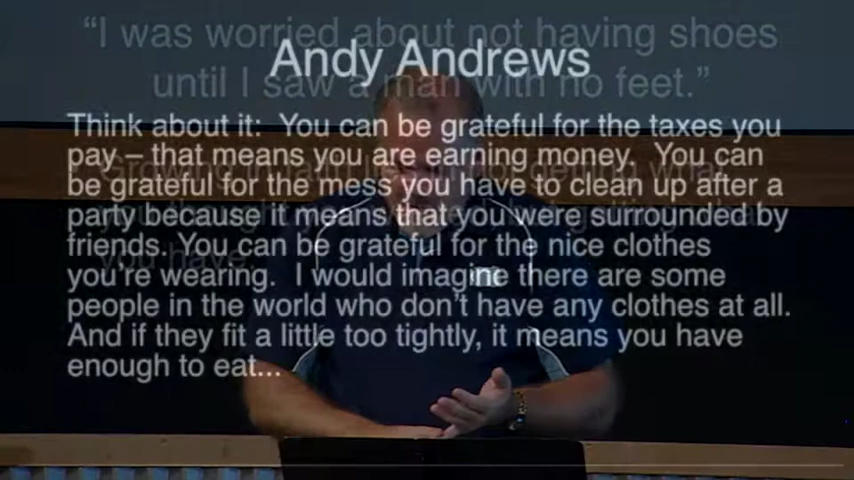 “I was worried about not having shoes
until I saw a man with no feet.”
Andy Andrews
Think about it:  You can be grateful for the taxes you
pay – that means you are earning money.  You can
be grateful for the mess you have to clean up after a
party because it means that you were surrounded by
friends. You can be grateful for the nice clothes
you’re wearing.  I would imagine there are some
people in the world who don’t have any clothes at all.
And if they fit a little too tightly, it means you have
enough to eat...